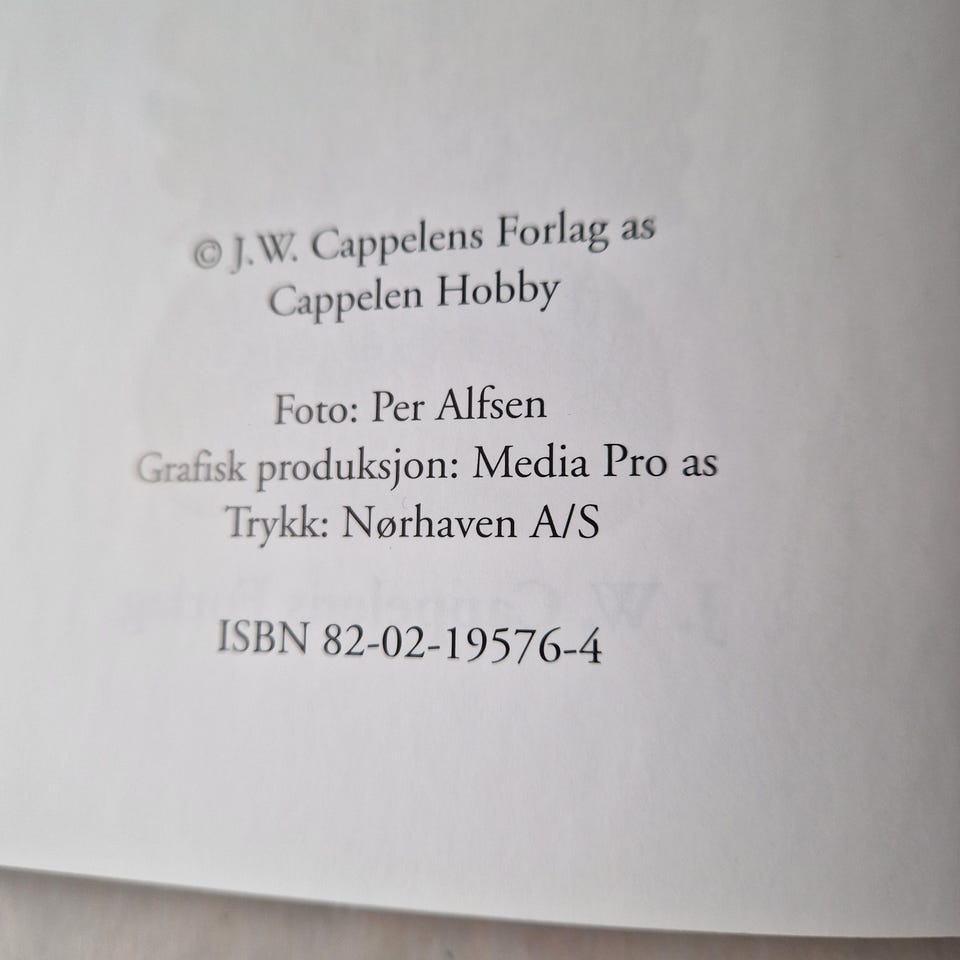 © J.W. Cappelens Forlag as
Cappelen Hobby
Foto: Per Alfsen
Grafisk produksjon: Media Pro as
Trykk: Nørhaven A/S
ISBN 82-02-19576-4